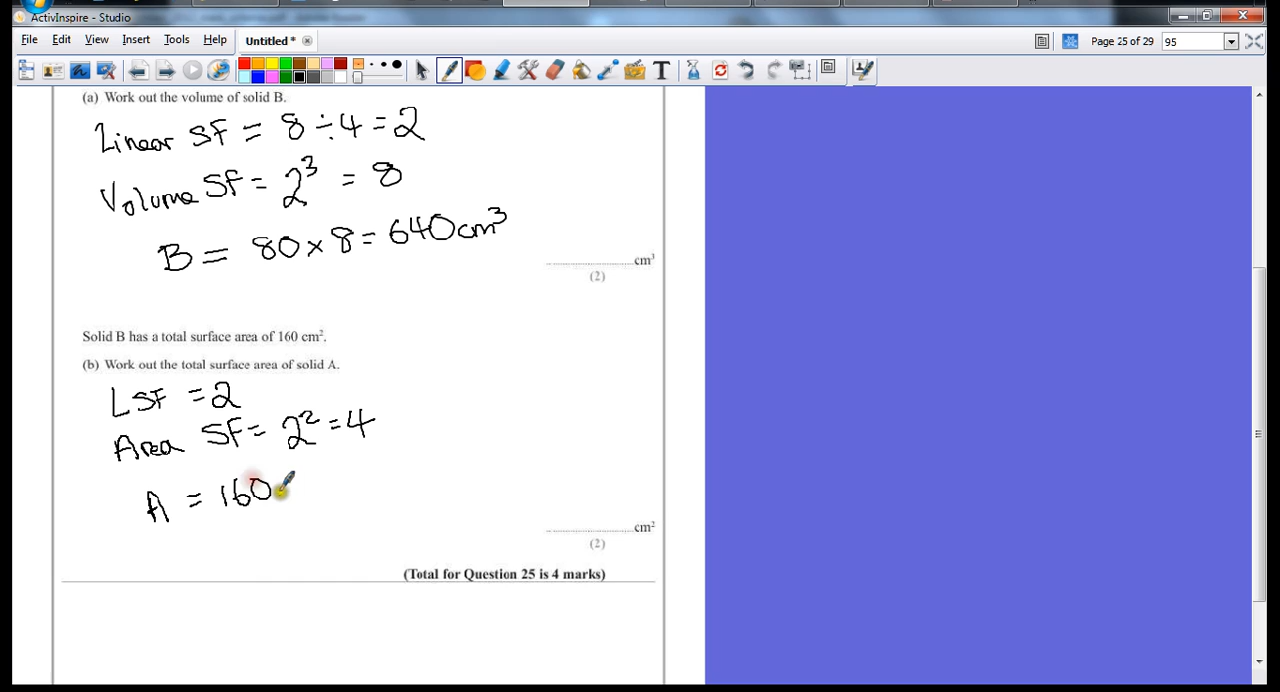 ActivInspire - Studio
File Edit View Insert Tools Help Untitled * Page 25 of 29 95
(a) Work out the volume of solid B.
Linear SF = 8 ÷ 4 = 2
Volume SF = 2³ = 8
B = 80 × 8 = 640 cm³
cm³
(2)
Solid B has a total surface area of 160 cm².
(b) Work out the total surface area of solid A.
LSF = 2
Area SF = 2² = 4
A = 160
cm²
(2)
(Total for Question 25 is 4 marks)